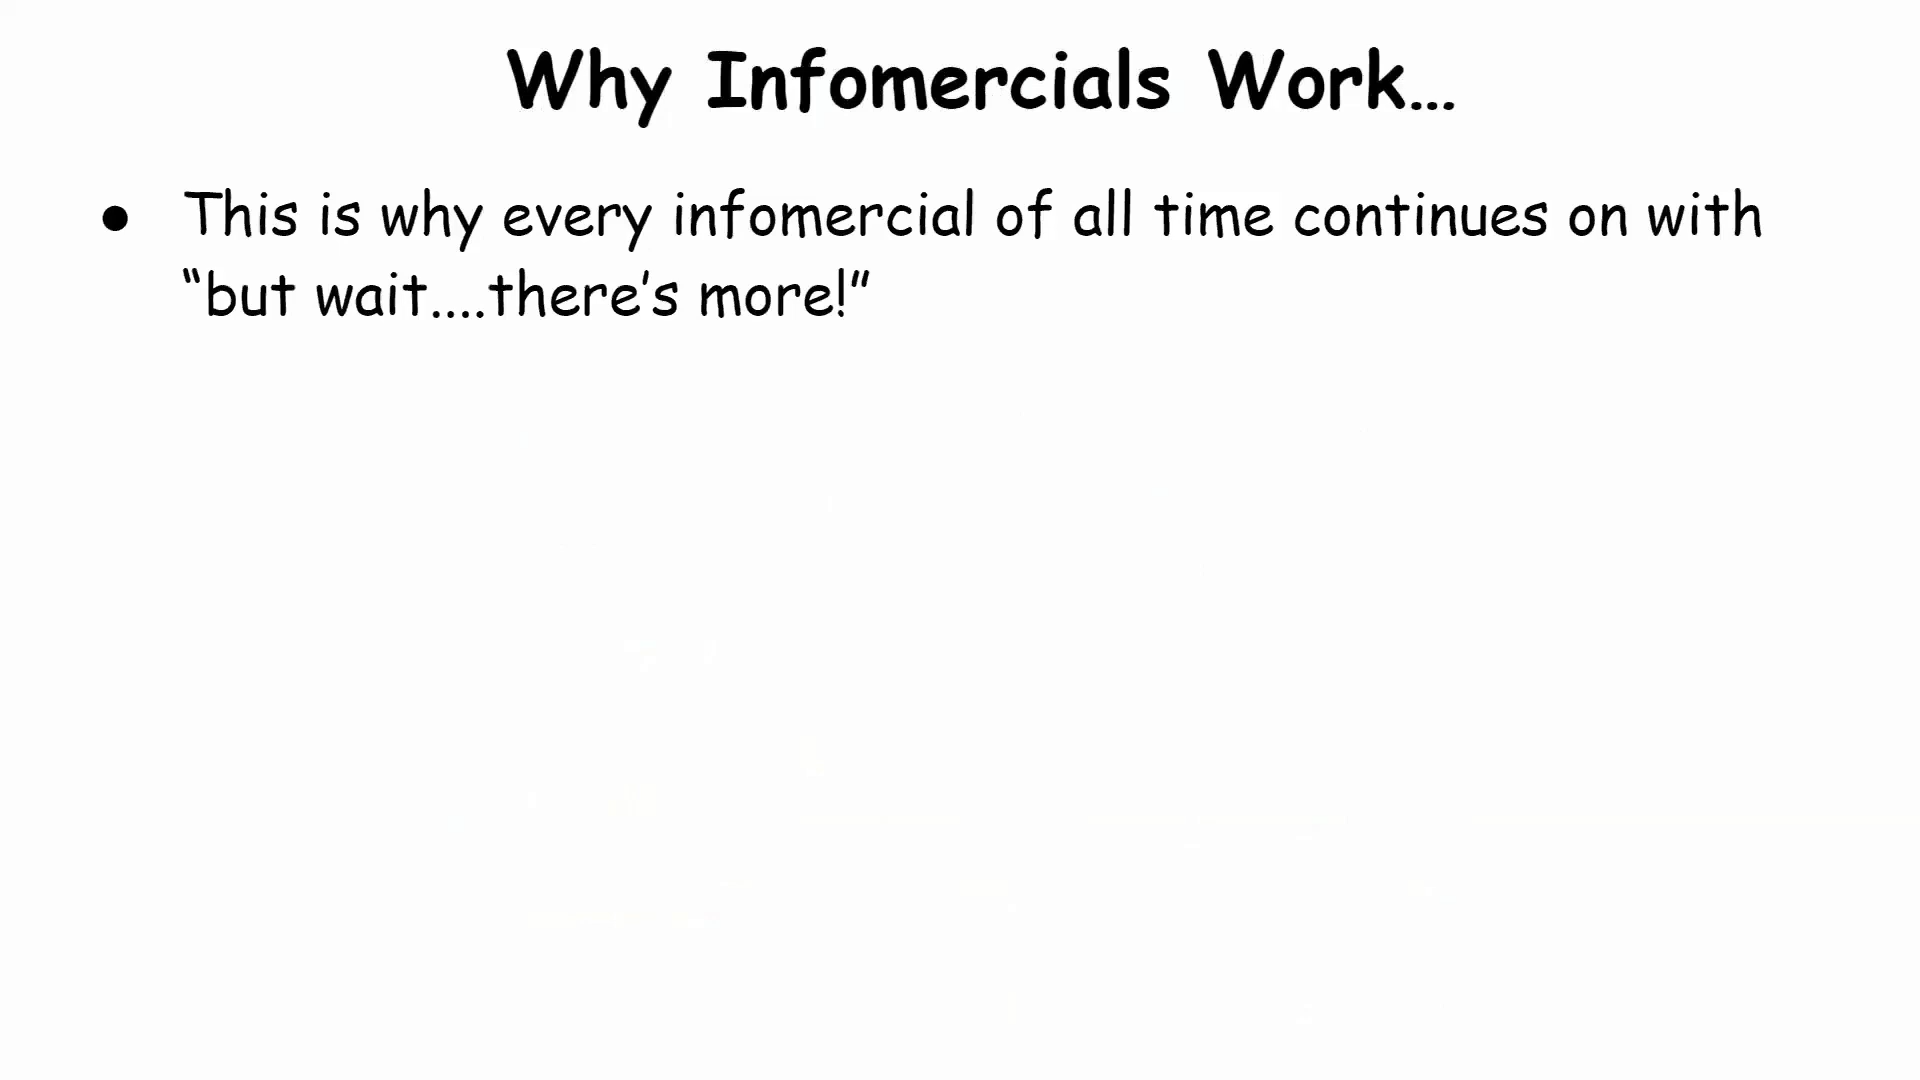 Why Infomercials Work...
● This is why every infomercial of all time continues on with
“but wait....there’s more!”